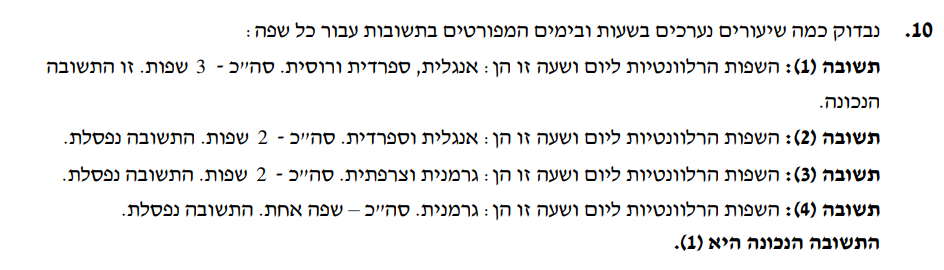 10. נבדוק כמה שיעורים נערכים בשעות ובימים המפורטים בתשובות עבור כל שפה:
תשובה (1): השפות הרלוונטיות ליום ושעה זו הן: אנגלית, ספרדית ורוסית. סה״כ - 3 שפות. זו התשובה
הנכונה.
תשובה (2): השפות הרלוונטיות ליום ושעה זו הן: אנגלית וספרדית. סה״כ - 2 שפות. התשובה נפסלת.
תשובה (3): השפות הרלוונטיות ליום ושעה זו הן: גרמנית וצרפתית. סה״כ - 2 שפות. התשובה נפסלת.
תשובה (4): השפות הרלוונטיות ליום ושעה זו הן: גרמנית. סה״כ – שפה אחת. התשובה נפסלת.
התשובה הנכונה היא (1).